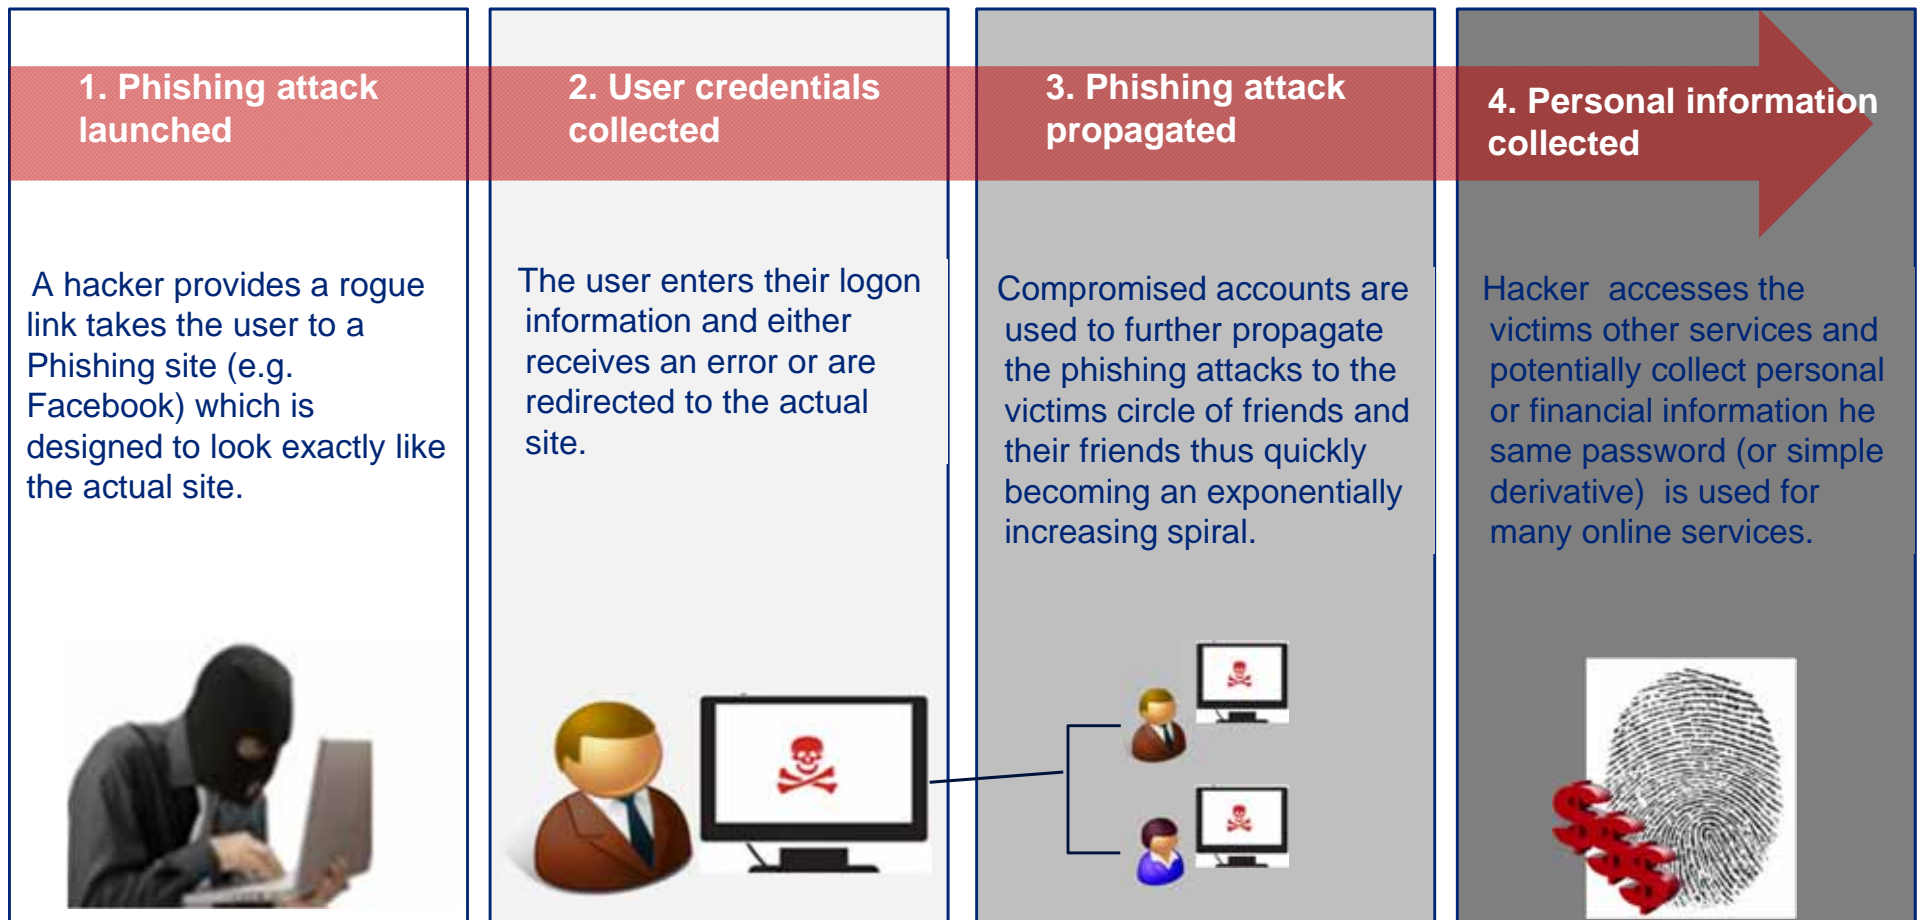 1. Phishing attack
launched
A hacker provides a rogue
link takes the user to a
Phishing site (e.g.
Facebook) which is
designed to look exactly like
the actual site.
2. User credentials
collected
The user enters their logon
information and either
receives an error or are
redirected to the actual
site.
3. Phishing attack
propagated
Compromised accounts are
used to further propagate
the phishing attacks to the
victims circle of friends and
their friends thus quickly
becoming an exponentially
increasing spiral.
4. Personal information
collected
Hacker  accesses the
victims other services and
potentially collect personal
or financial information he
same password (or simple
derivative)  is used for
many online services.
$$$$